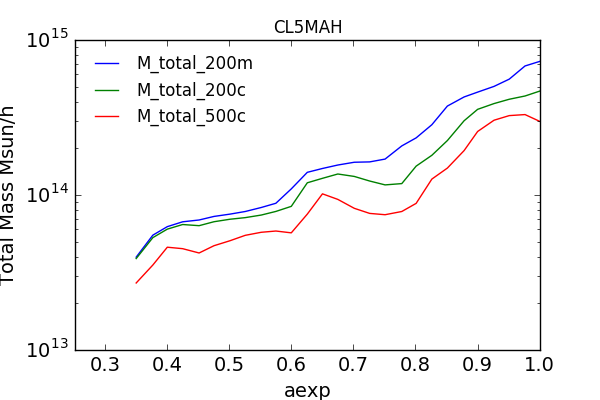 CL5MAH
10^15
M_total_200m
M_total_200c
M_total_500c
Total Mass Msun/h
10^14
10^13
0.3 0.4 0.5 0.6 0.7 0.8 0.9 1.0
aexp